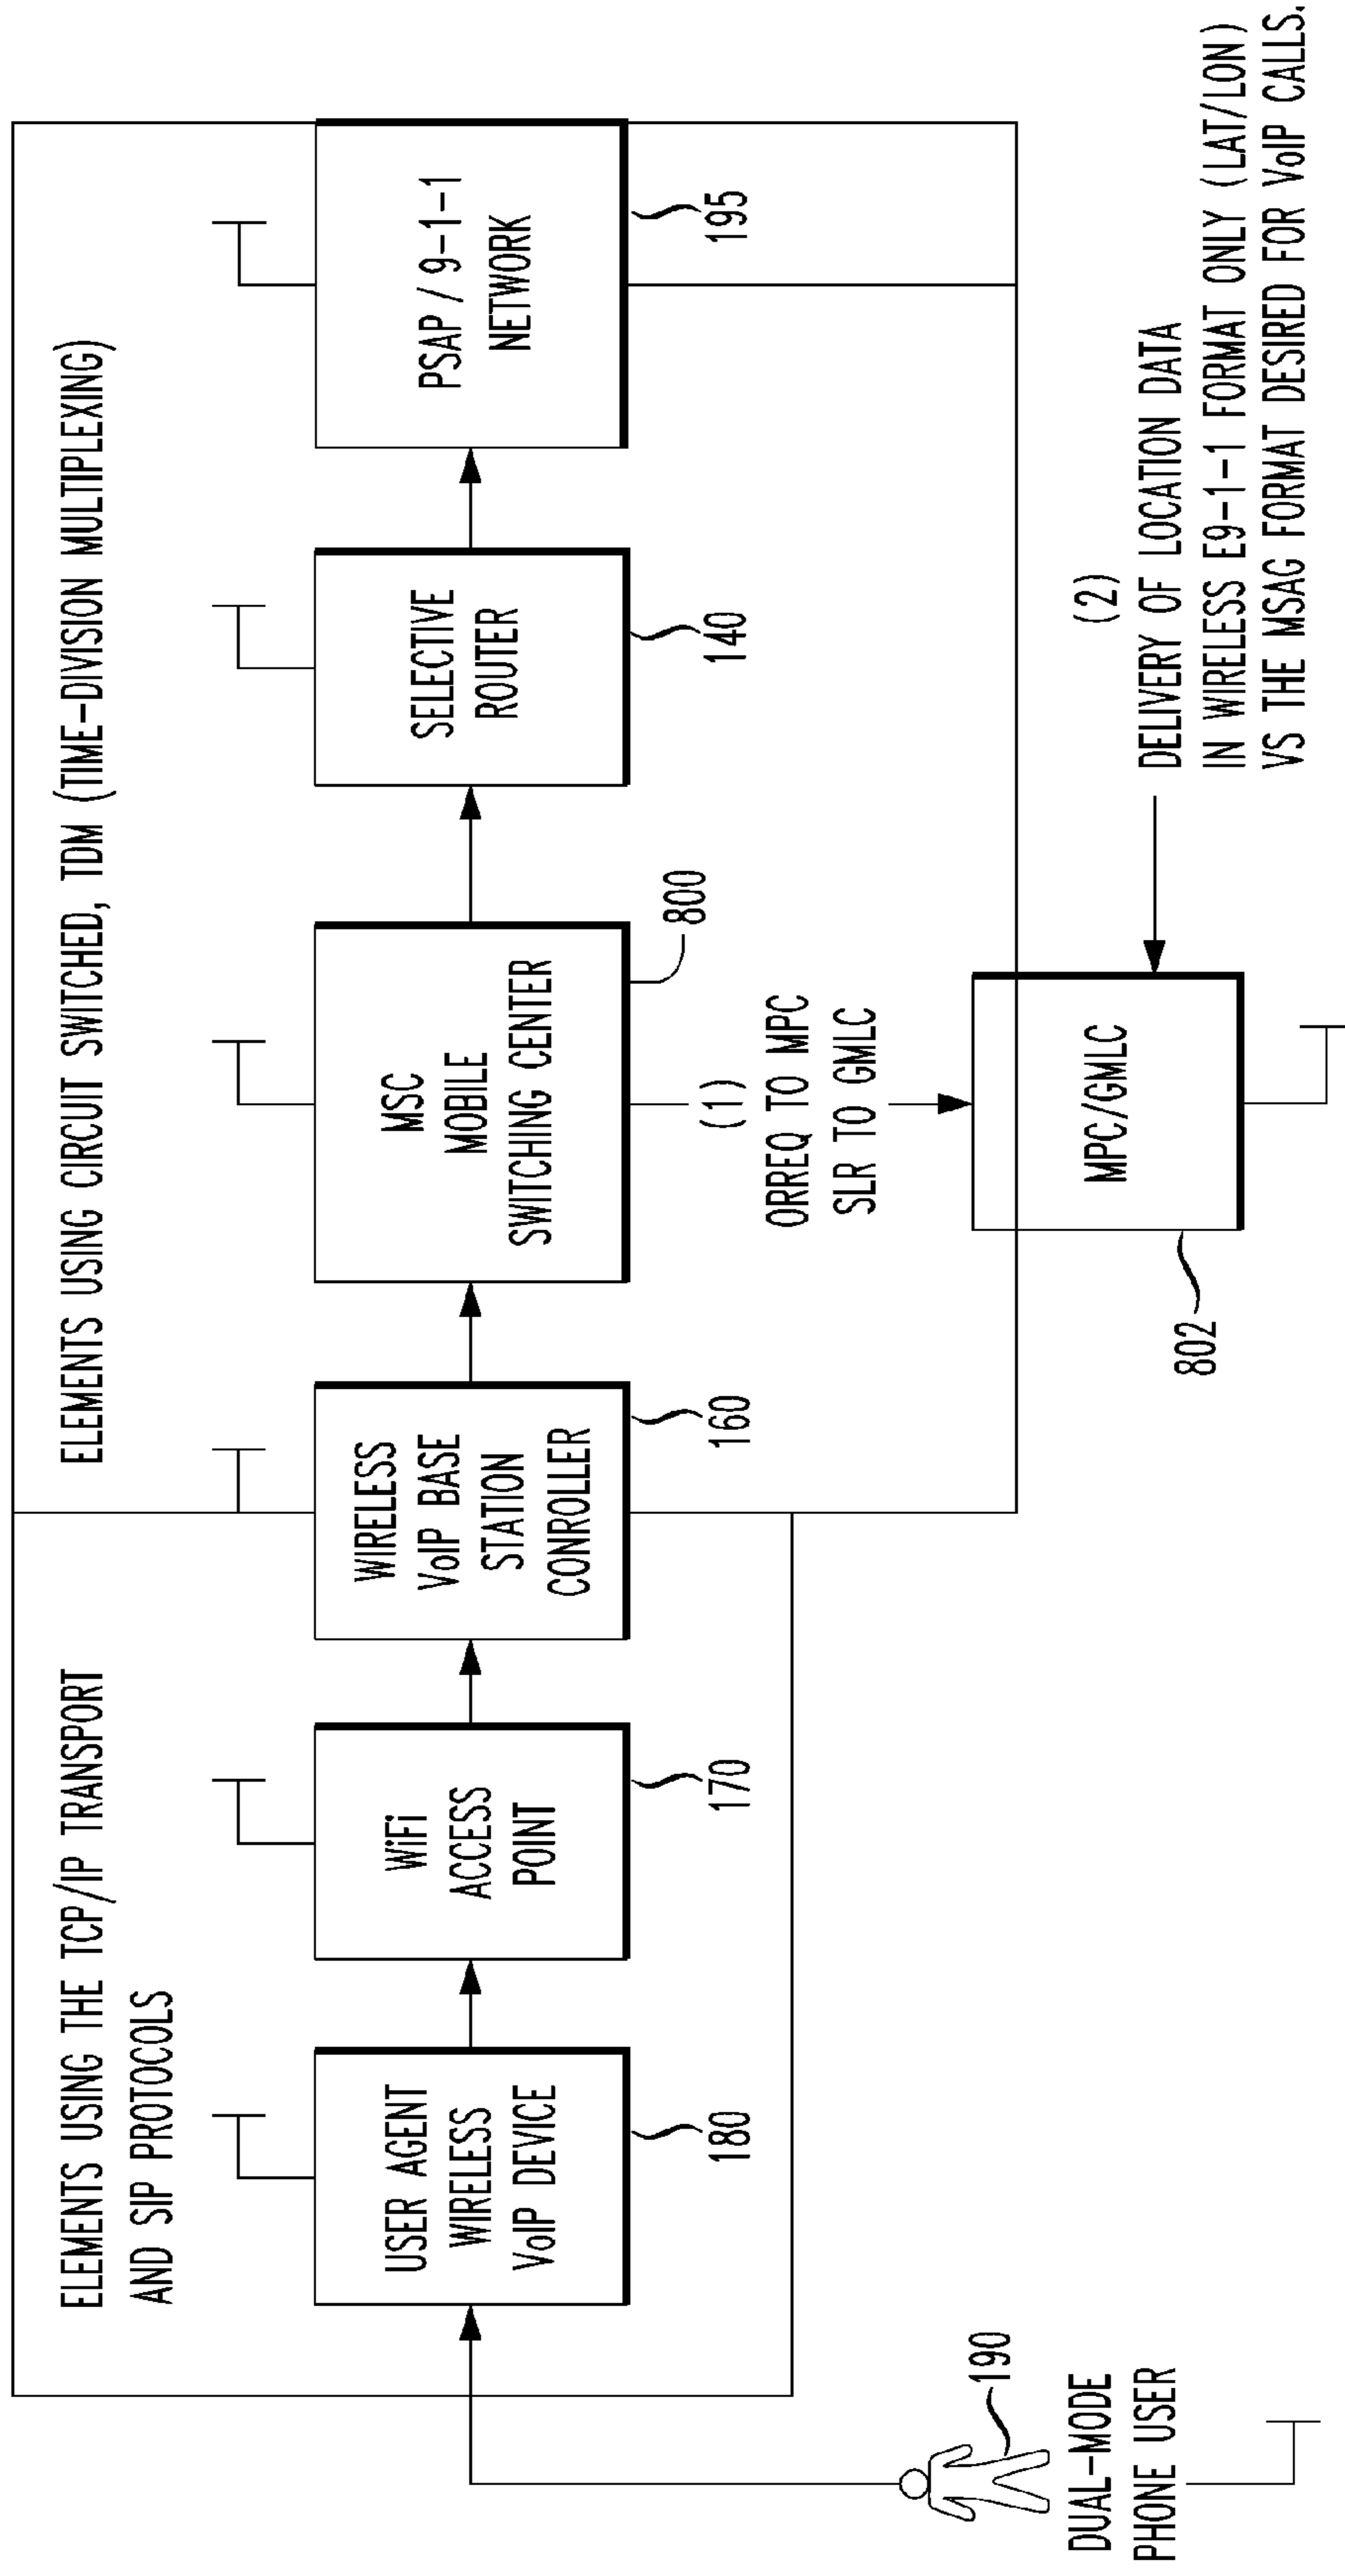 ELEMENTS USING THE TCP/IP TRANSPORT
AND SIP PROTOCOLS
ELEMENTS USING CIRCUIT SWITCHED, TDM (TIME-DIVISION MULTIPLEXING)
USER AGENT
WIRELESS
VoIP DEVICE
180
WiFi
ACCESS
POINT
170
WIRELESS
VoIP BASE
STATION
CONROLLER
160
MSC
MOBILE
SWITCHING CENTER
800
SELECTIVE
ROUTER
140
PSAP / 9-1-1
NETWORK
195
(1)
ORREQ TO MPC
SLR TO GMLC
MPC/GMLC
802
(2)
DELIVERY OF LOCATION DATA
IN WIRELESS E9-1-1 FORMAT ONLY (LAT/LON)
VS THE MSAG FORMAT DESIRED FOR VoIP CALLS.
190
DUAL-MODE
PHONE USER